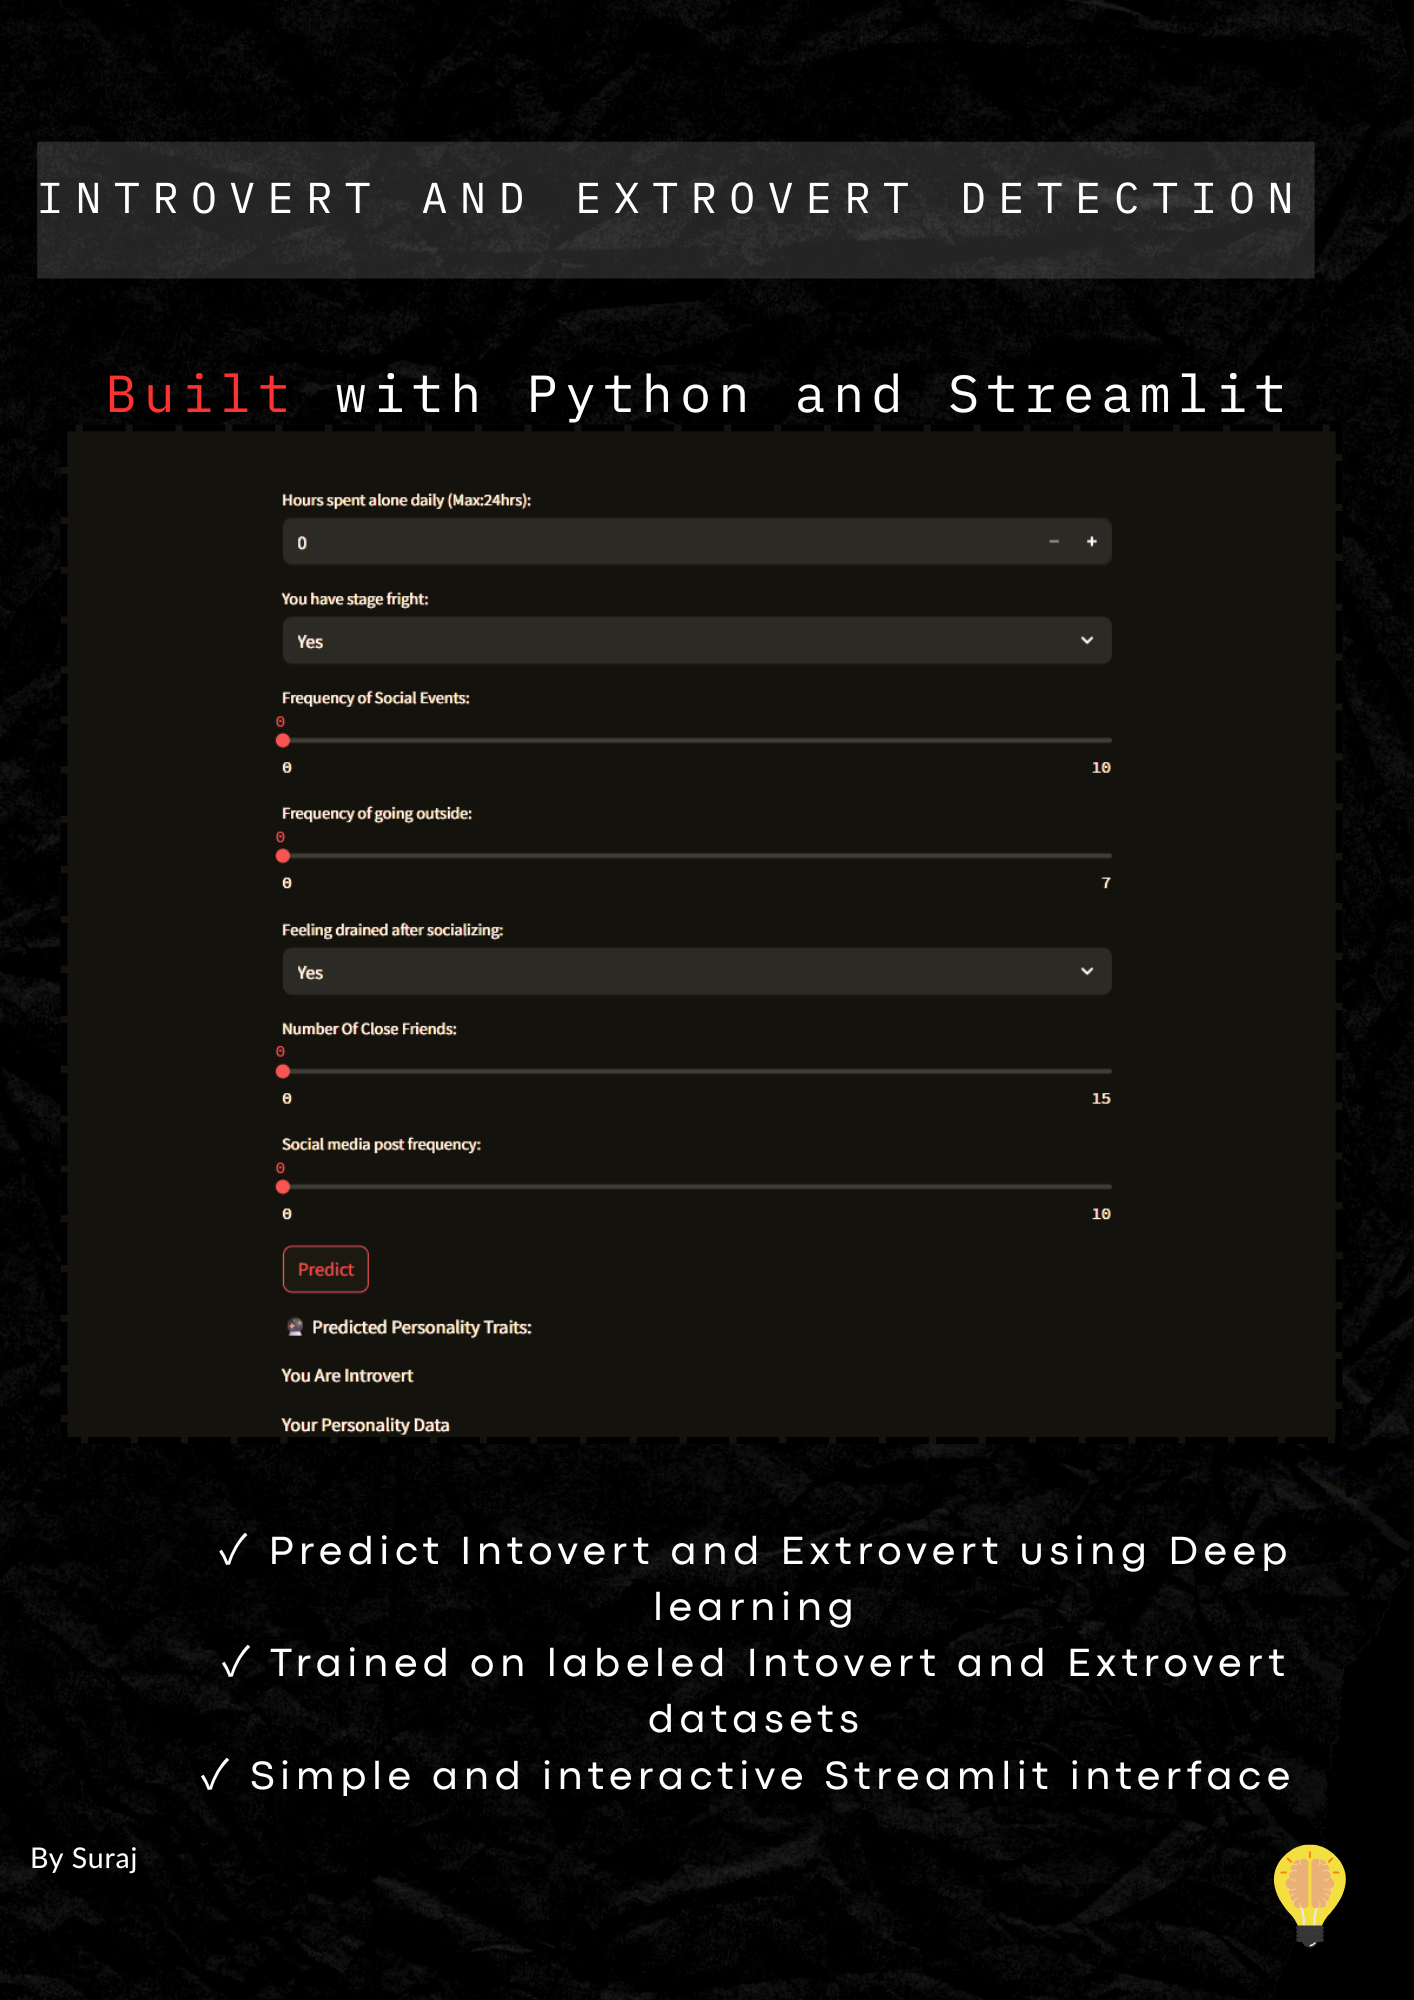 INTROVERT AND EXTROVERT DETECTION
Built with Python and Streamlit
Hours spent alone daily (Max:24hrs):
0 − +
You have stage fright:
Yes
Frequency of Social Events:
0
0 10
Frequency of going outside:
0
0 7
Feeling drained after socializing:
Yes
Number Of Close Friends:
0
0 15
Social media post frequency:
0
0 10
Predict
🔮 Predicted Personality Traits:
You Are Introvert
Your Personality Data
✓ Predict Intovert and Extrovert using Deep
learning
✓ Trained on labeled Intovert and Extrovert
datasets
✓ Simple and interactive Streamlit interface
By Suraj